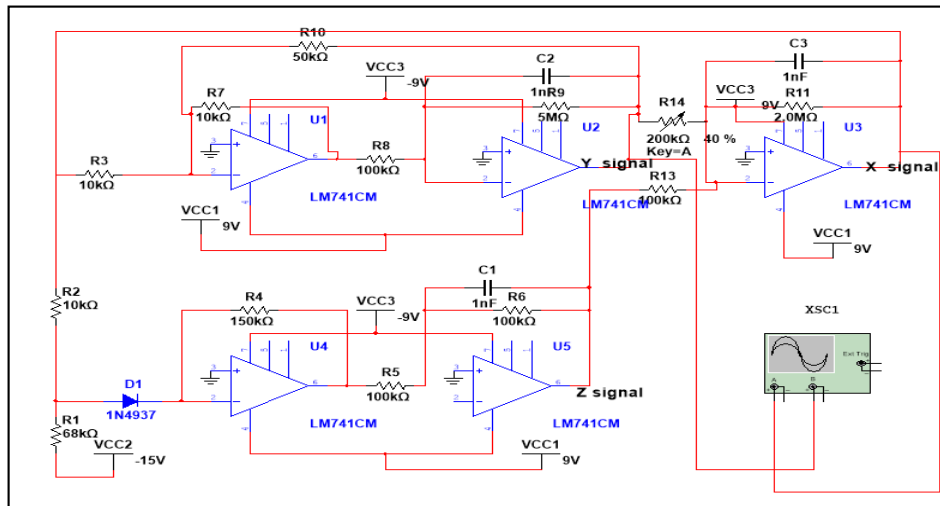 R10
50kΩ
C2
1nF
R9
5MΩ
C3
1nF
VCC3
-9V
VCC3
9V
R11
2.0MΩ
R7
10kΩ
U1
U2
R14
200kΩ
40 %
Key=A
U3
R3
10kΩ
R8
100kΩ
Y signal
X signal
R13
100kΩ
LM741CM
LM741CM
LM741CM
VCC1
9V
VCC1
9V
C1
1nF
R2
10kΩ
R4
150kΩ
VCC3
-9V
R6
100kΩ
XSC1
U4
U5
Ext Trig
A
B
D1
1N4937
R5
100kΩ
Z signal
R1
68kΩ
LM741CM
LM741CM
VCC2
-15V
VCC1
9V